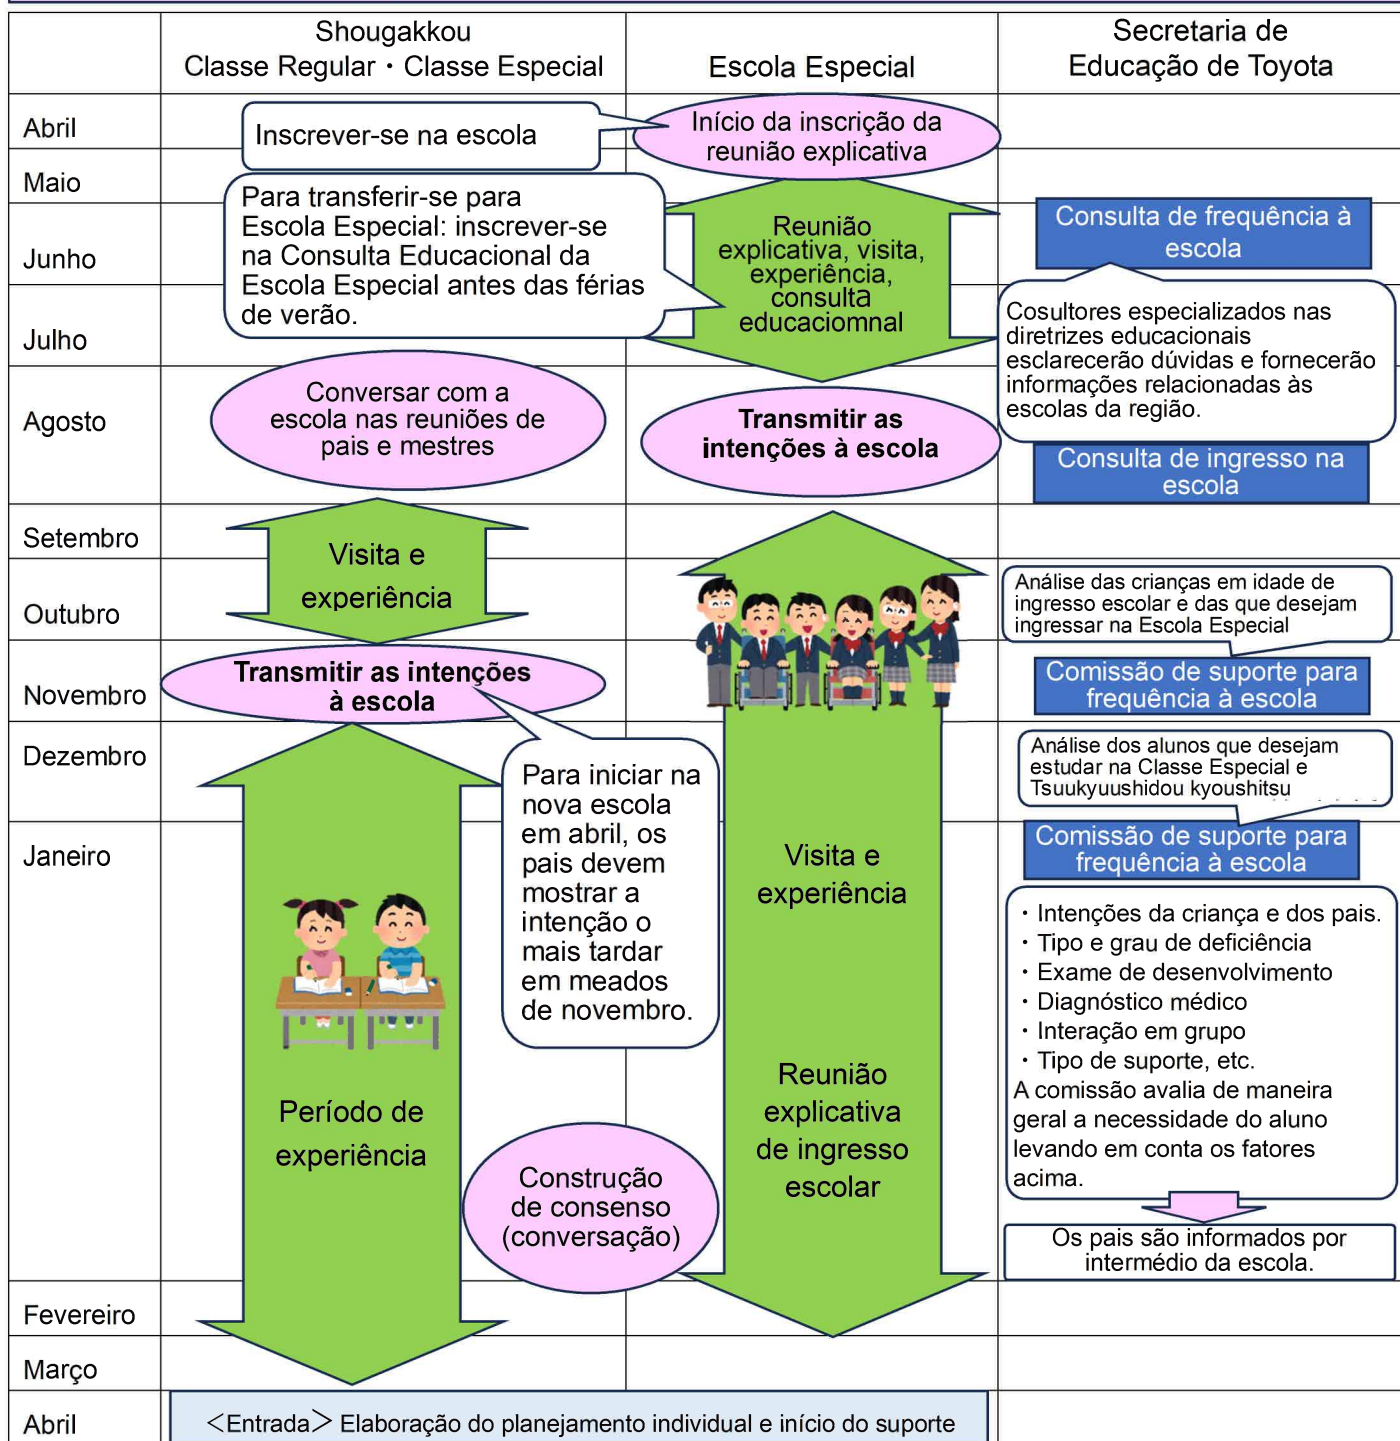 Shougakkou
Classe Regular・Classe Especial
Escola Especial
Secretaria de
Educação de Toyota
Abril
Inscrever-se na escola
Início da inscrição da
reunião explicativa
Maio
Para transferir-se para
Escola Especial: inscrever-se
na Consulta Educacional da
Escola Especial antes das férias
de verão.
Reunião
explicativa, visita,
experiência,
consulta
educaciomnal
Consulta de frequência à
escola
Junho
Cosultores especializados nas
diretrizes educacionais
esclarecerão dúvidas e fornecerão
informações relacionadas às
escolas da região.
Julho
Agosto
Conversar com a
escola nas reuniões de
pais e mestres
Transmitir as
intenções à escola
Consulta de ingresso na
escola
Setembro
Visita e
experiência
Outubro
Análise das crianças em idade de
ingresso escolar e das que desejam
ingressar na Escola Especial
Novembro
Transmitir as intenções
à escola
Comissão de suporte para
frequência à escola
Dezembro
Para iniciar na
nova escola
em abril, os
pais devem
mostrar a
intenção o
mais tardar
em meados
de novembro.
Análise dos alunos que desejam
estudar na Classe Especial e
Tsuukyuushidou kyoushitsu
Janeiro
Visita e
experiência
Comissão de suporte para
frequência à escola
・Intenções da criança e dos pais.
・Tipo e grau de deficiência
・Exame de desenvolvimento
・Diagnóstico médico
・Interação em grupo
・Tipo de suporte, etc.
A comissão avalia de maneira
geral a necessidade do aluno
levando em conta os fatores
acima.
Período de
experiência
Reunião
explicativa
de ingresso
escolar
Construção
de consenso
(conversação)
Os pais são informados por
intermédio da escola.
Fevereiro
Março
Abril
＜Entrada＞ Elaboração do planejamento individual e início do suporte